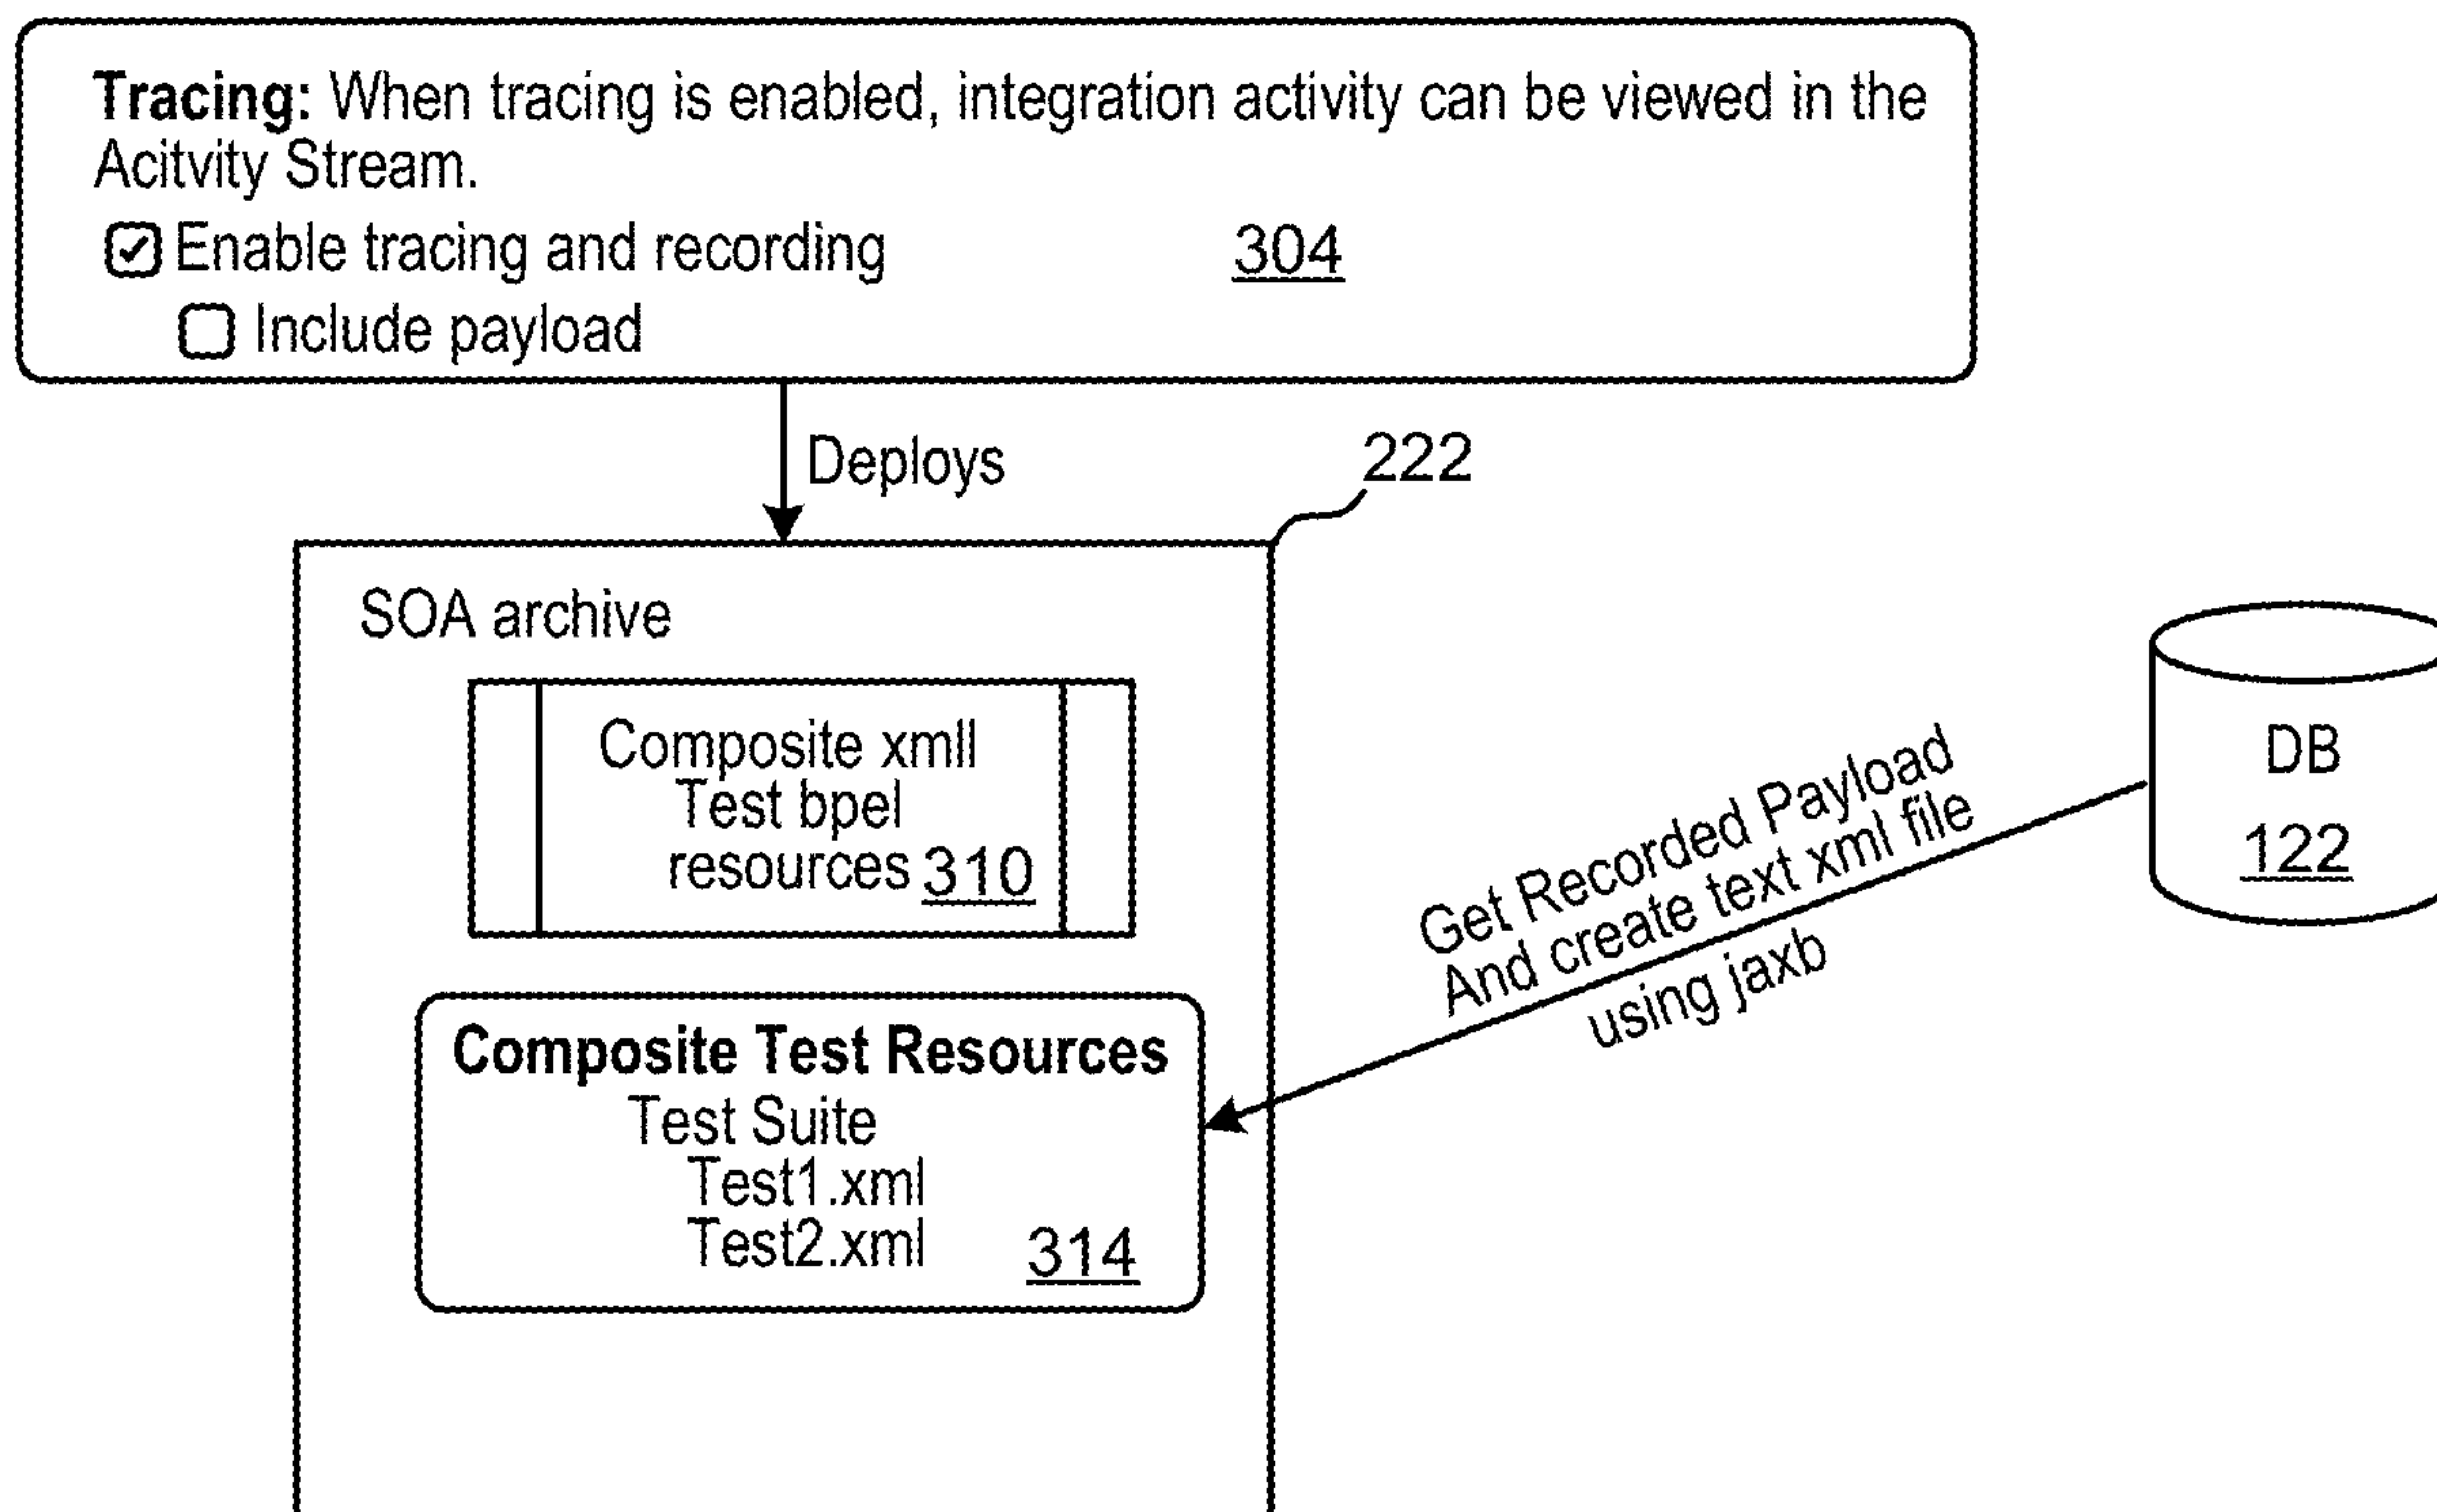 Tracing: When tracing is enabled, integration activity can be viewed in the
Acitvity Stream.
Enable tracing and recording
304
Include payload
Deploys
222
SOA archive
Composite xmll
Test bpel
resources 310
DB
122
Get Recorded Payload
And create text xml file
using jaxb
Composite Test Resources
Test Suite
Test1.xml
Test2.xml
314